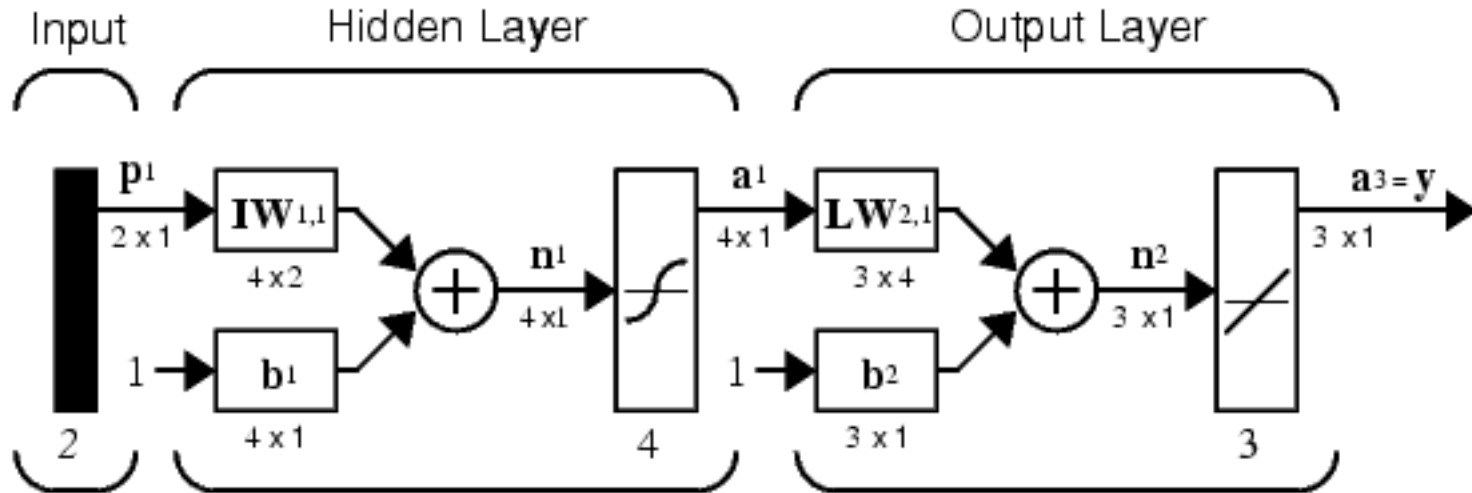 Input Hidden Layer Output Layer
p1 a1 a3 = y
IW1,1 LW2,1
2 x 1 4 x 1 3 x 1
n1 n2
4 x 2 3 x 4
4 x 1 3 x 1
1 b1 1 b2
4 x 1 3 x 1
2 4 3